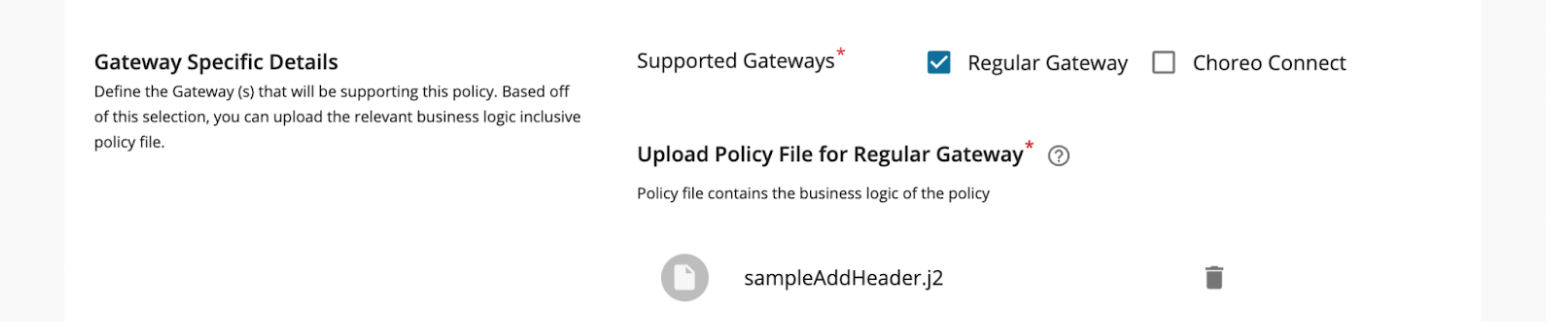 Gateway Specific Details
Define the Gateway (s) that will be supporting this policy. Based off
of this selection, you can upload the relevant business logic inclusive
policy file.
Supported Gateways*
Regular Gateway
Choreo Connect
Upload Policy File for Regular Gateway*
Policy file contains the business logic of the policy
sampleAddHeader.j2